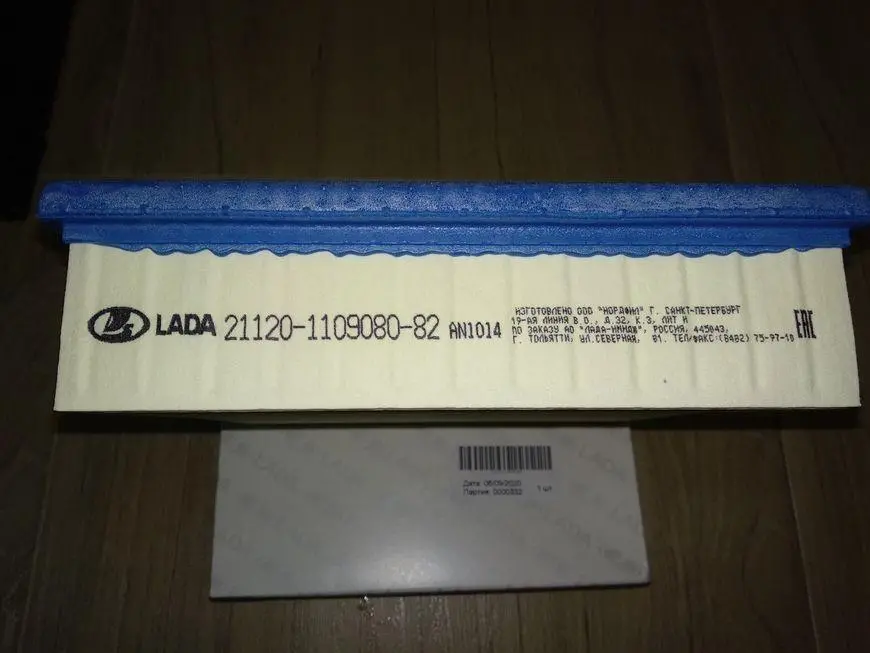 LADA 21120-1109080-82 AN1014
ИЗГОТОВЛЕНО ООО "НОРДФИЛ" Г. САНКТ-ПЕТЕРБУРГ
19-АЯ ЛИНИЯ В.О., Д.32, К.3, ЛИТ И
ПО ЗАКАЗУ АО "ЛАДА-ИМИДЖ", РОССИЯ, 445043,
Г. ТОЛЬЯТТИ, УЛ.СЕВЕРНАЯ, 81. ТЕЛ/ФАКС:(8482) 75-97-10
EAC
Дата 06/09/2020
Партия 0000332 1 шт